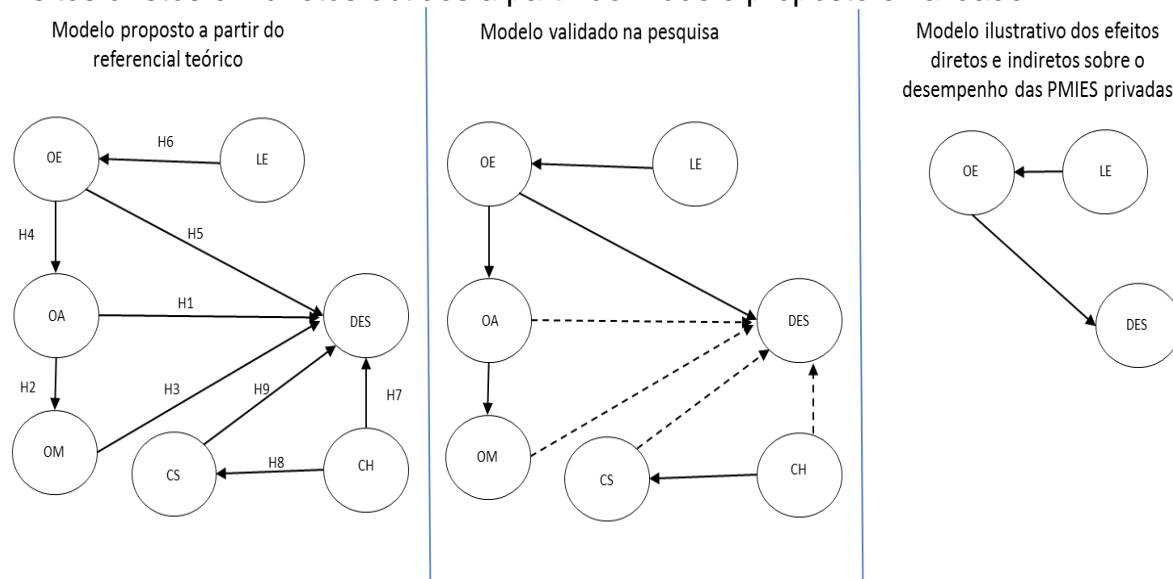 Modelo proposto a partir do
referencial teórico
OE
H6
LE
H4
H5
OA
H1
DES
H2
H3
H9
H7
OM
CS
H8
CH
Modelo validado na pesquisa
OE
LE
OA
DES
OM
CS
CH
Modelo ilustrativo dos efeitos
diretos e indiretos sobre o
desempenho das PMIES privadas
OE
LE
DES